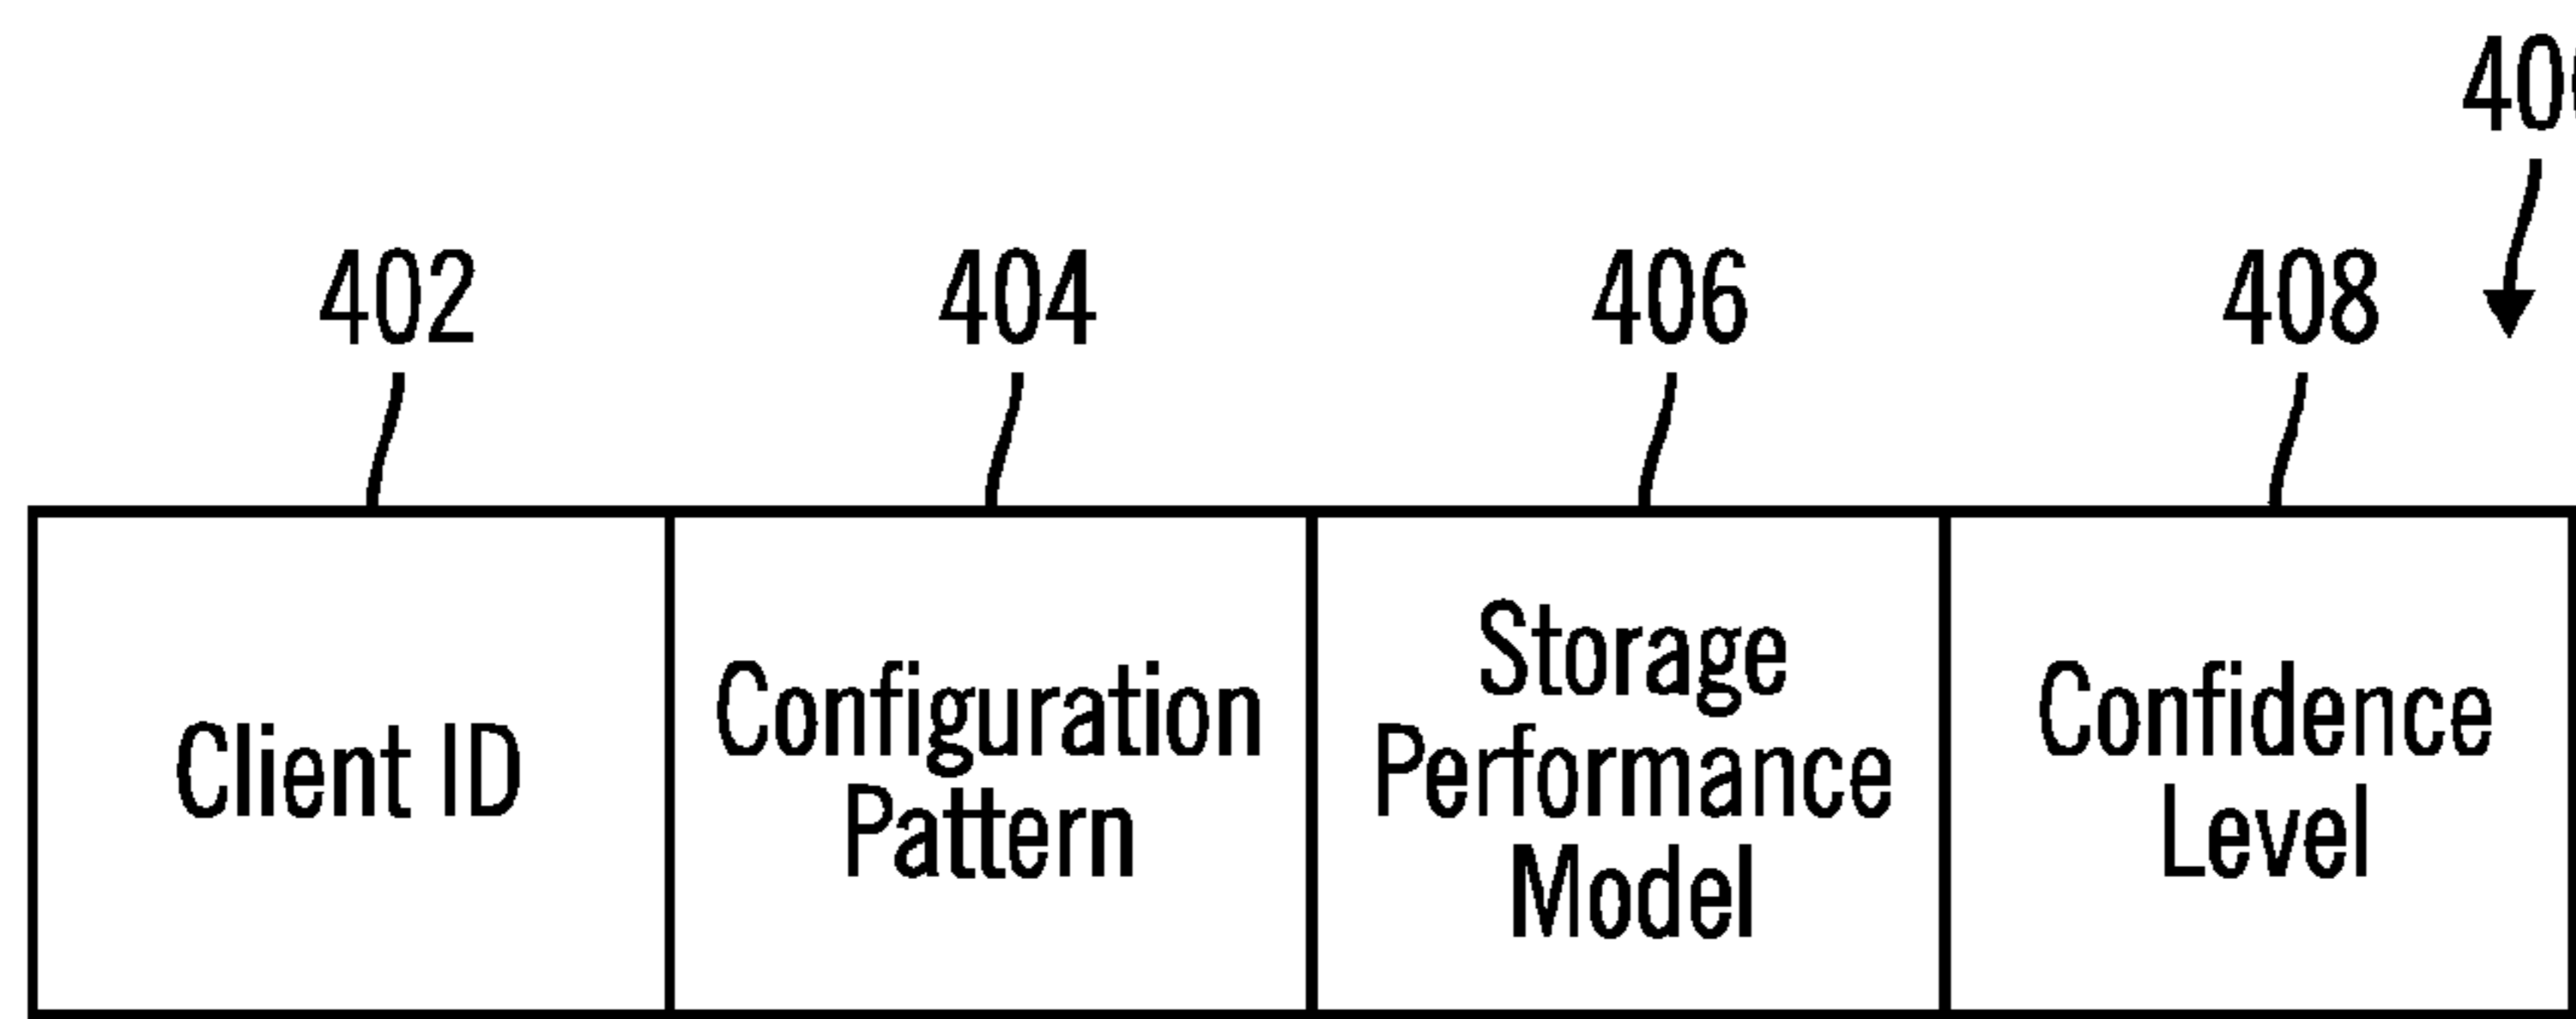 402 404 406 408
Client ID
Configuration
Pattern
Storage
Performance
Model
Confidence
Level